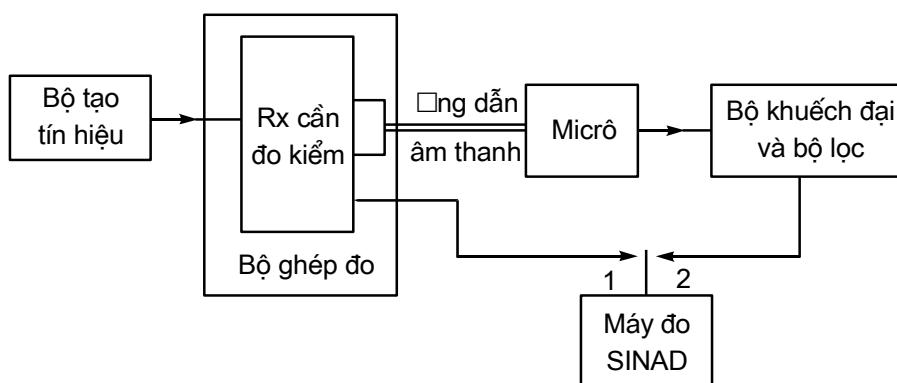 Bộ tạo
tín hiệu
Rx cần
đo kiểm
Bộ ghép đo
□ng dẫn
âm thanh
Micrô
Bộ khuếch đại
và bộ lọc
1
2
Máy đo
SINAD